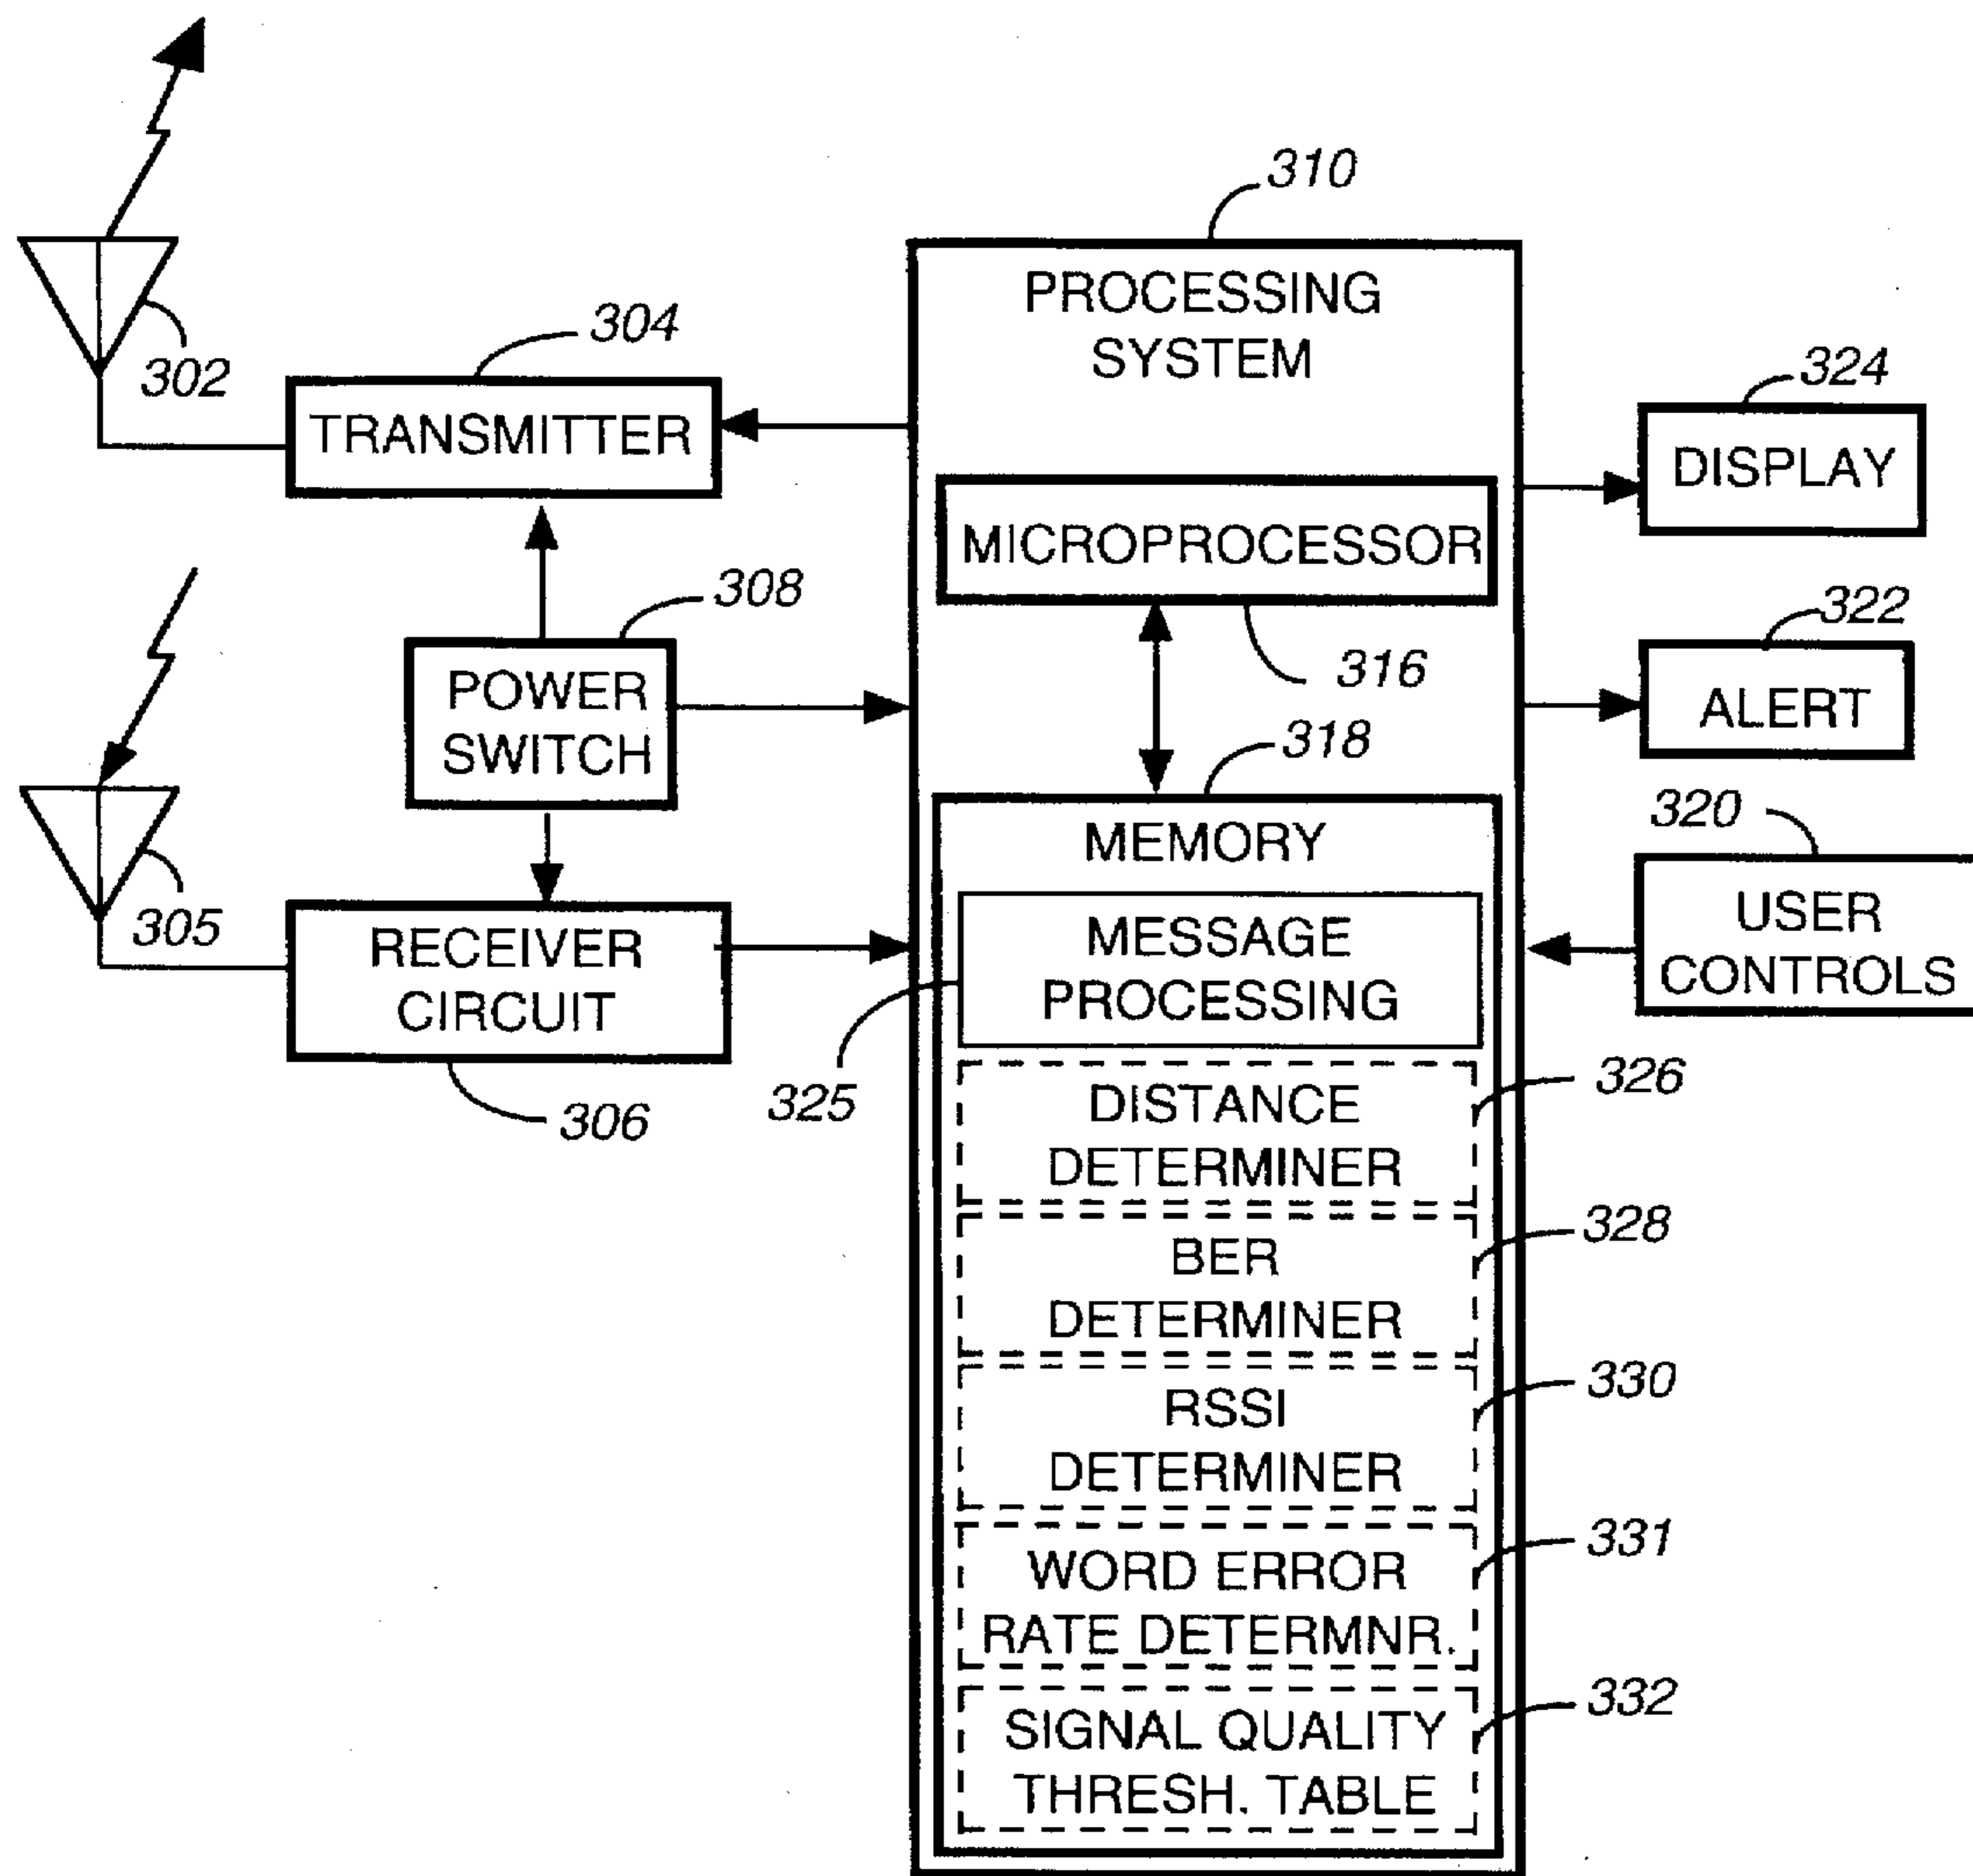 310
PROCESSING
SYSTEM
304
302
TRANSMITTER
324
DISPLAY
MICROPROCESSOR
308
316
POWER
SWITCH
322
ALERT
318
320
MEMORY
USER
CONTROLS
305
RECEIVER
CIRCUIT
306
MESSAGE
PROCESSING
325
326
DISTANCE
DETERMINER
328
BER
DETERMINER
330
RSSI
DETERMINER
331
WORD ERROR
RATE DETERMNR.
332
SIGNAL QUALITY
THRESH. TABLE